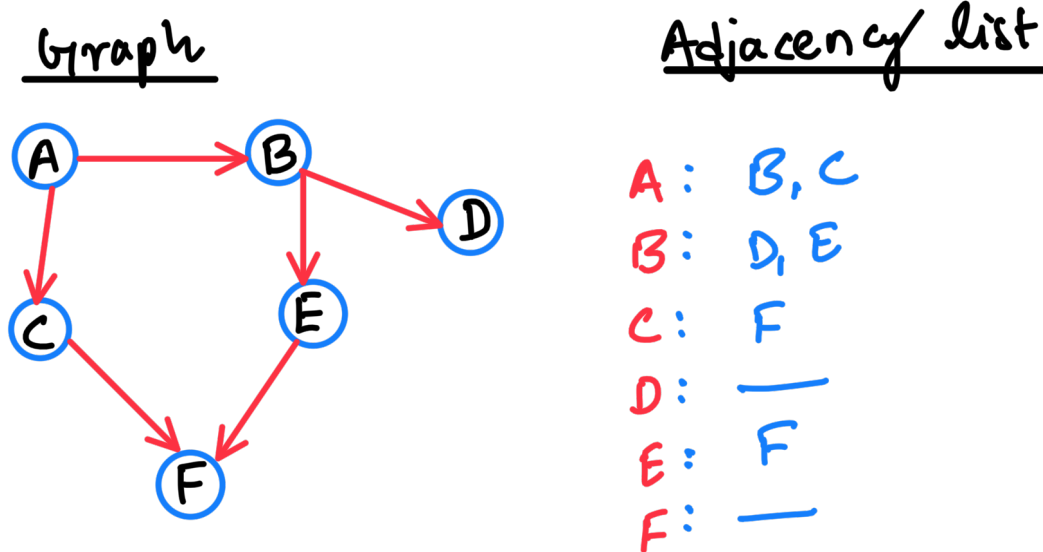 Graph
Adjacency list
A
B
D
C
E
F
A: B, C
B: D, E
C: F
D: —
E: F
F: —